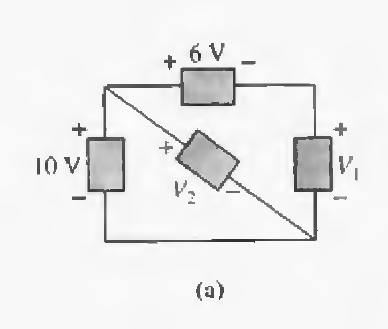 + 6 V −
+ + +
10 V V₂ V₁
− − −
(a)